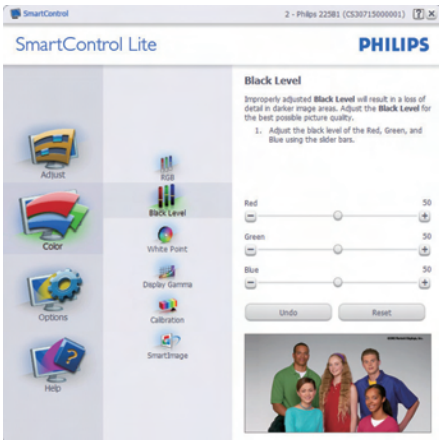 SmartControl
2 - Philips 225B1 (CS30715000001)
SmartControl Lite
PHILIPS
Adjust
Color
Options
Help
RGB
Black Level
White Point
Display Gamma
Calibration
SmartImage
Black Level
Improperly adjusted Black Level will result in a loss of
detail in darker image areas. Adjust the Black Level for
the best possible picture quality.
1. Adjust the black level of the Red, Green, and
Blue using the slider bars.
Red 50
Green 50
Blue 50
Undo
Reset